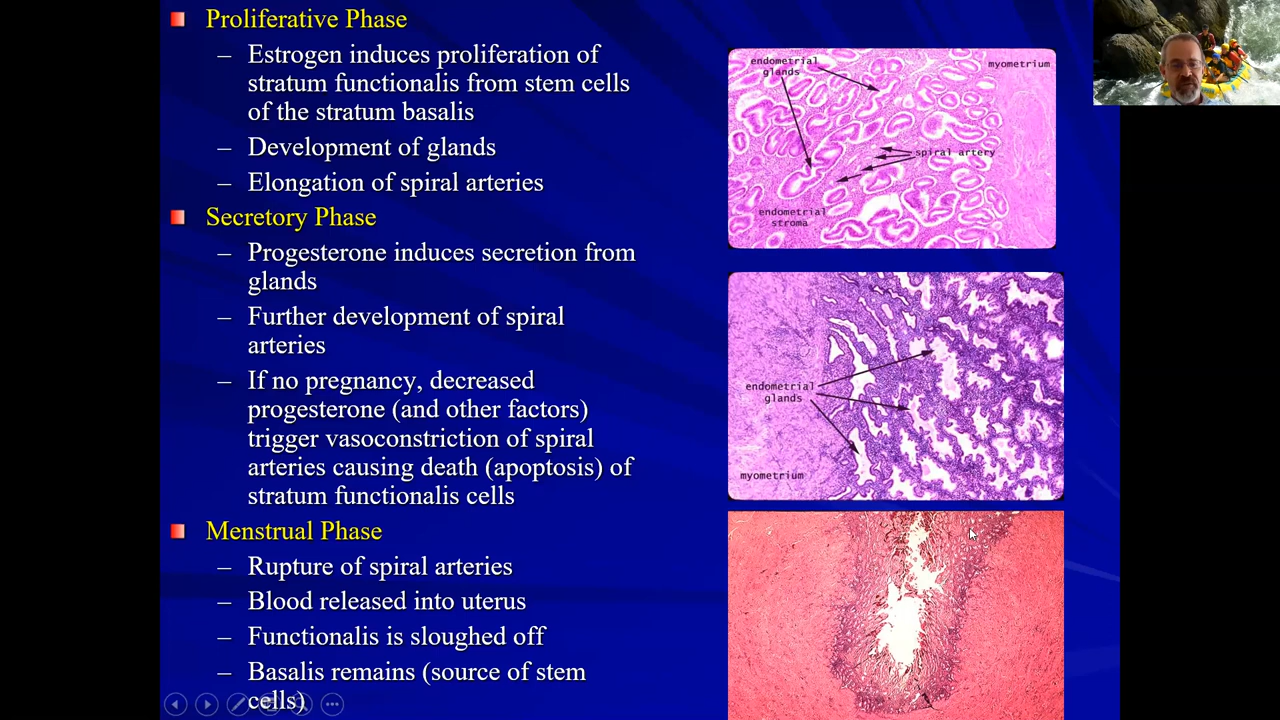 Proliferative Phase
– Estrogen induces proliferation of
stratum functionalis from stem cells
of the stratum basalis
– Development of glands
– Elongation of spiral arteries
Secretory Phase
– Progesterone induces secretion from
glands
– Further development of spiral
arteries
– If no pregnancy, decreased
progesterone (and other factors)
trigger vasoconstriction of spiral
arteries causing death (apoptosis) of
stratum functionalis cells
Menstrual Phase
– Rupture of spiral arteries
– Blood released into uterus
– Functionalis is sloughed off
– Basalis remains (source of stem
cells)
endometrial
glands
myometrium
spiral artery
endometrial
stroma
endometrial
glands
myometrium